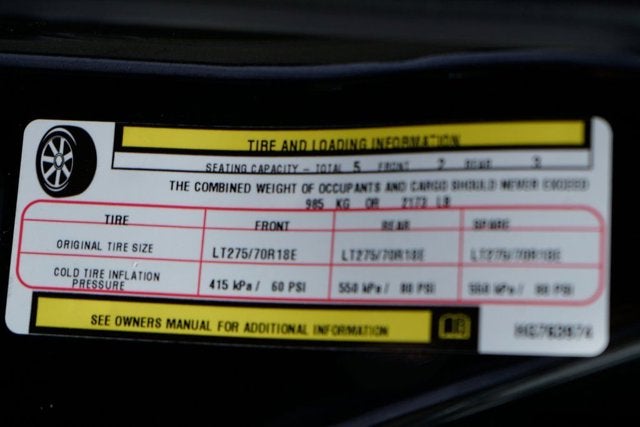 TIRE AND LOADING INFORMATION
SEATING CAPACITY - TOTAL 5 FRONT 2 REAR 3
THE COMBINED WEIGHT OF OCCUPANTS AND CARGO SHOULD NEVER EXCEED
985 KG OR 2173 LB
TIRE FRONT REAR SPARE
ORIGINAL TIRE SIZE LT275/70R18E LT275/70R18E LT275/70R18E
COLD TIRE INFLATION PRESSURE 415 kPa / 60 PSI 550 kPa / 80 PSI 550 kPa / 80 PSI
SEE OWNERS MANUAL FOR ADDITIONAL INFORMATION